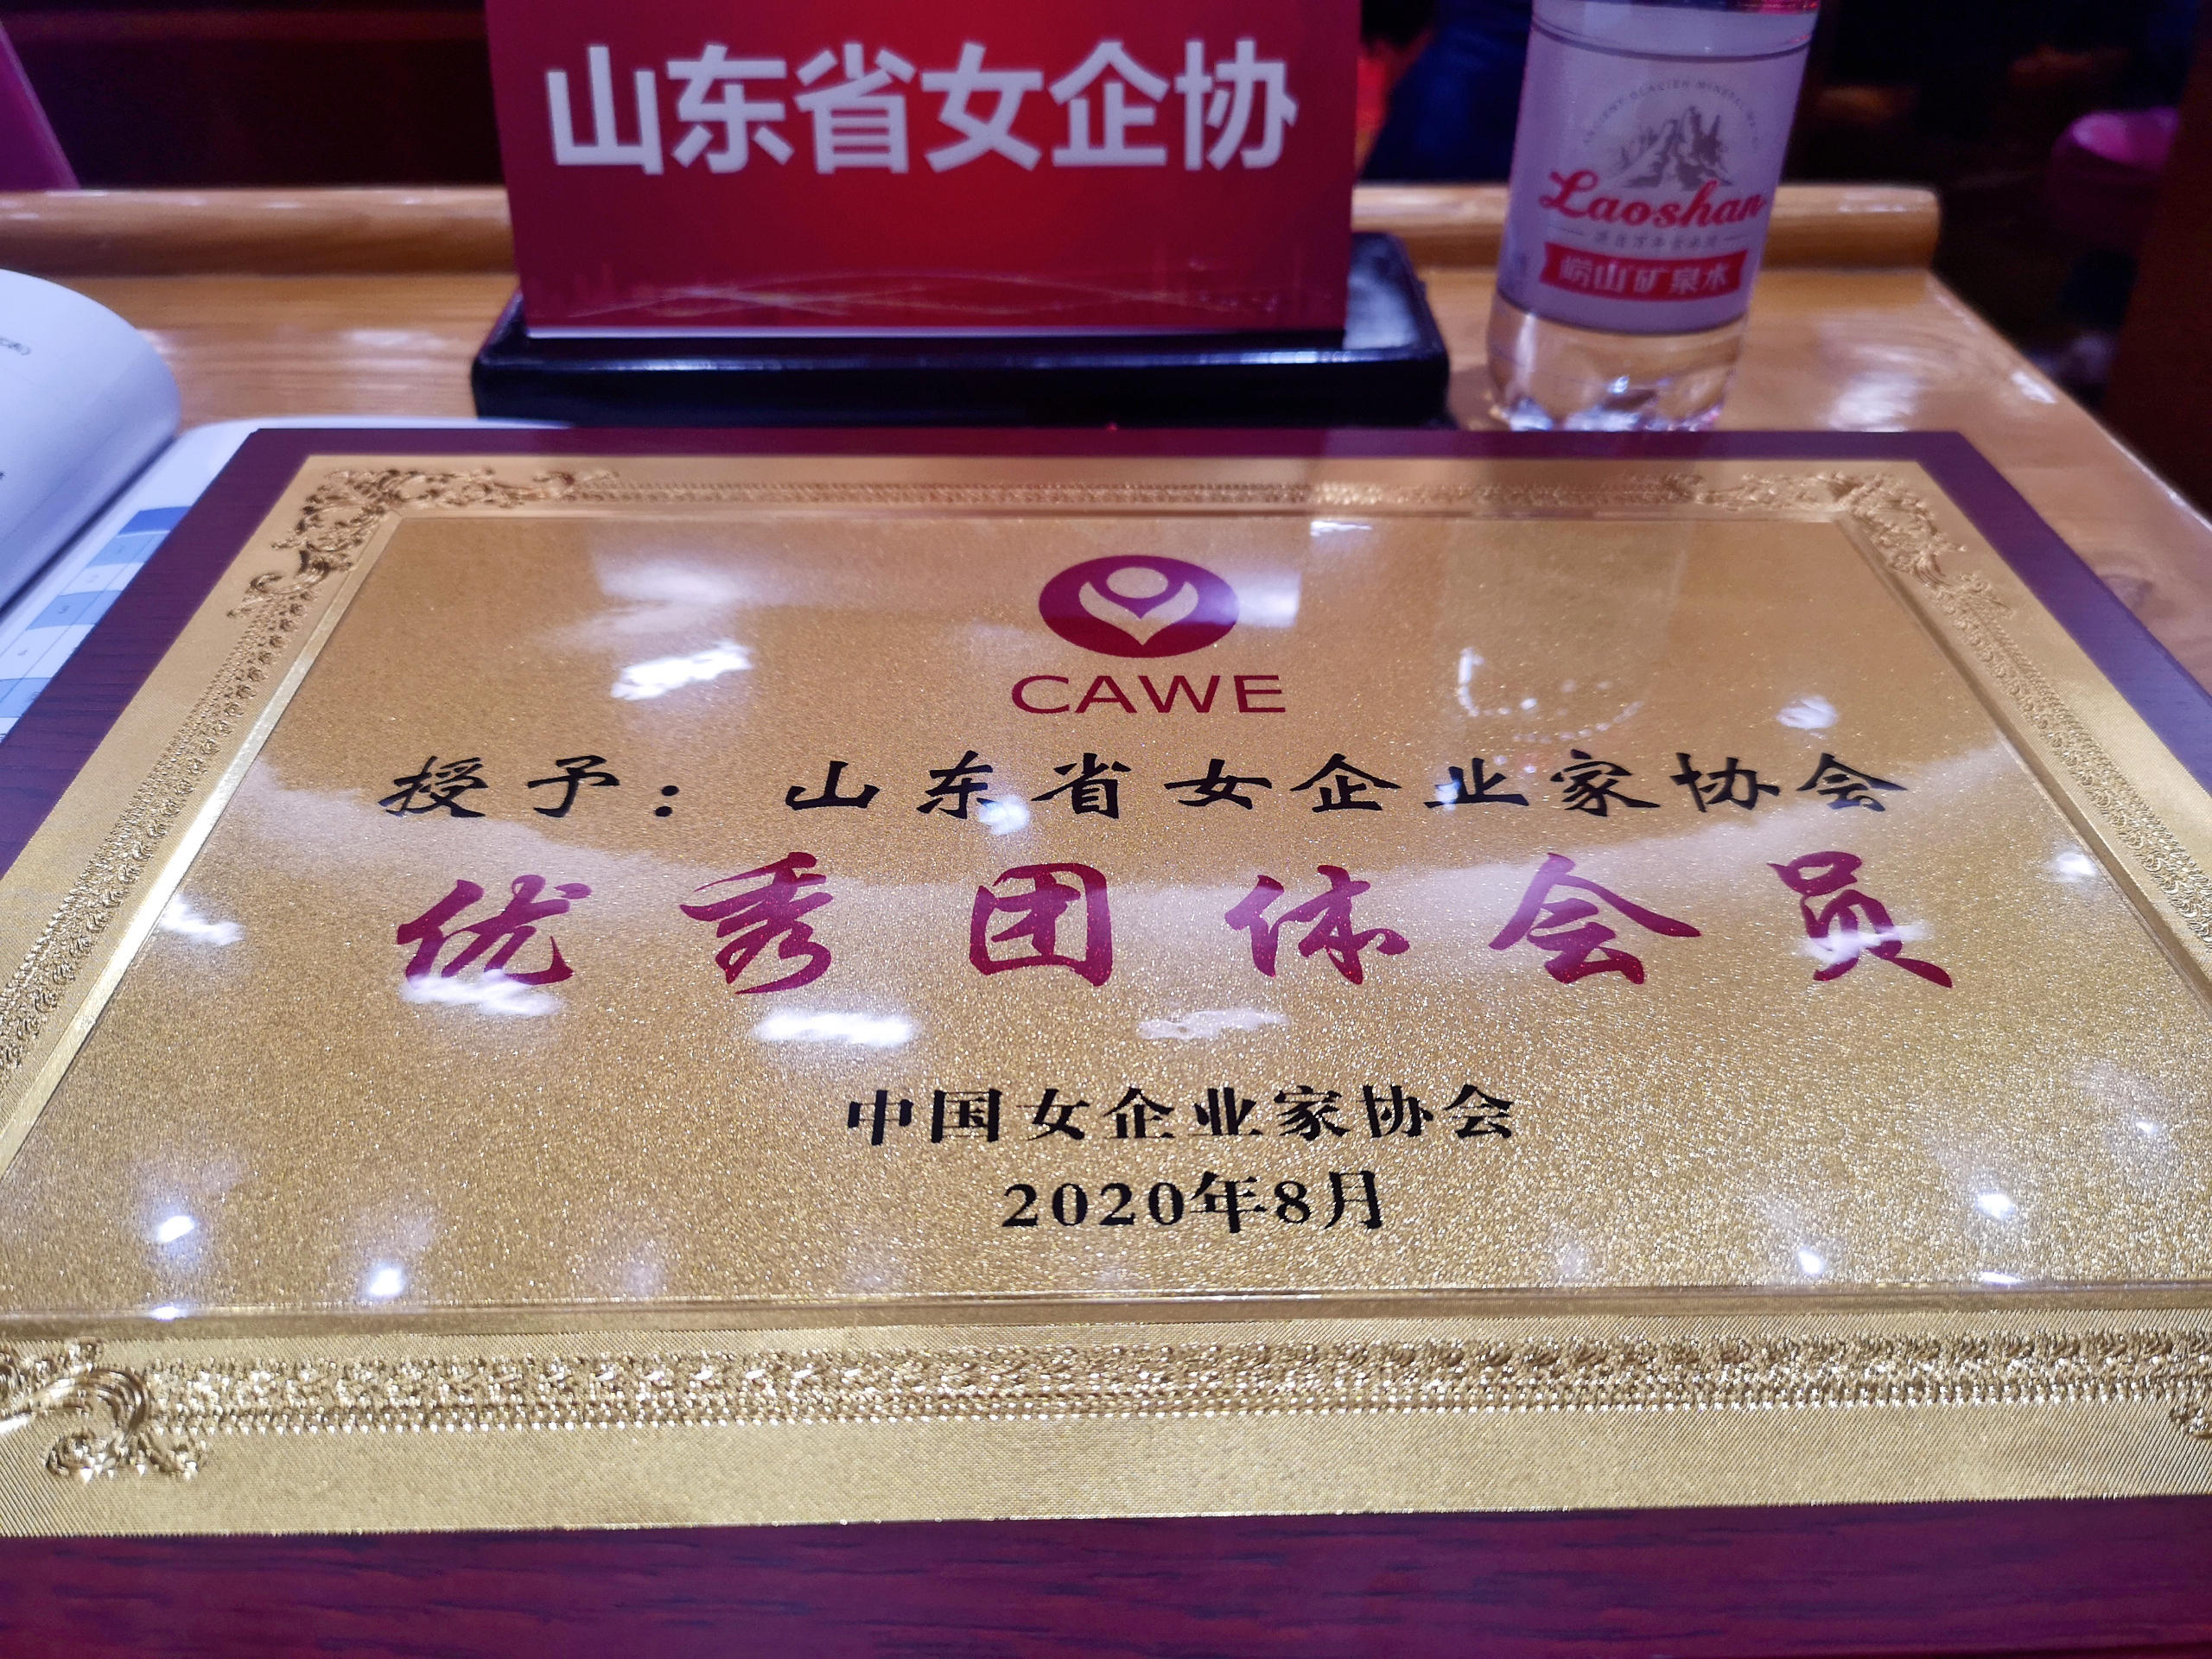 山东省女企协
Laoshan
崂山矿泉水
CAWE
授予：山东省女企业家协会
优秀团体会员
中国女企业家协会
2020年8月